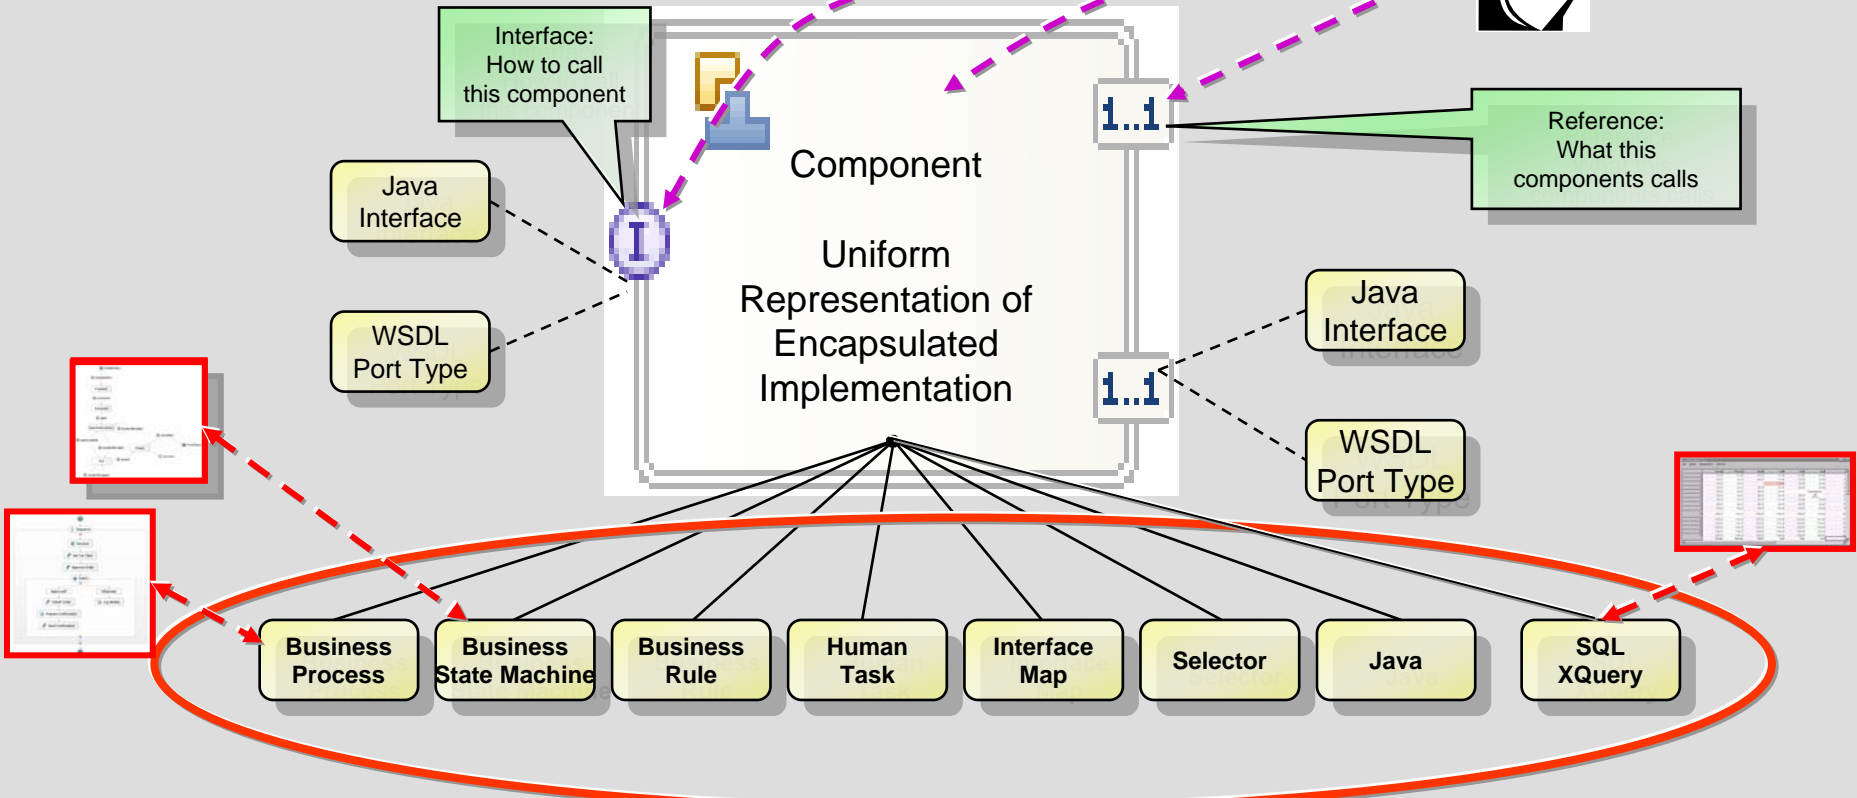 Interface:
How to call
this component
1..1
Reference:
What this
components calls
Component
Java
Interface
I
Uniform
Representation of
Encapsulated
Implementation
WSDL
Port Type
Java
Interface
1..1
WSDL
Port Type
Business
Process
Business
State Machine
Business
Rule
Human
Task
Interface
Map
Selector
Java
SQL
XQuery